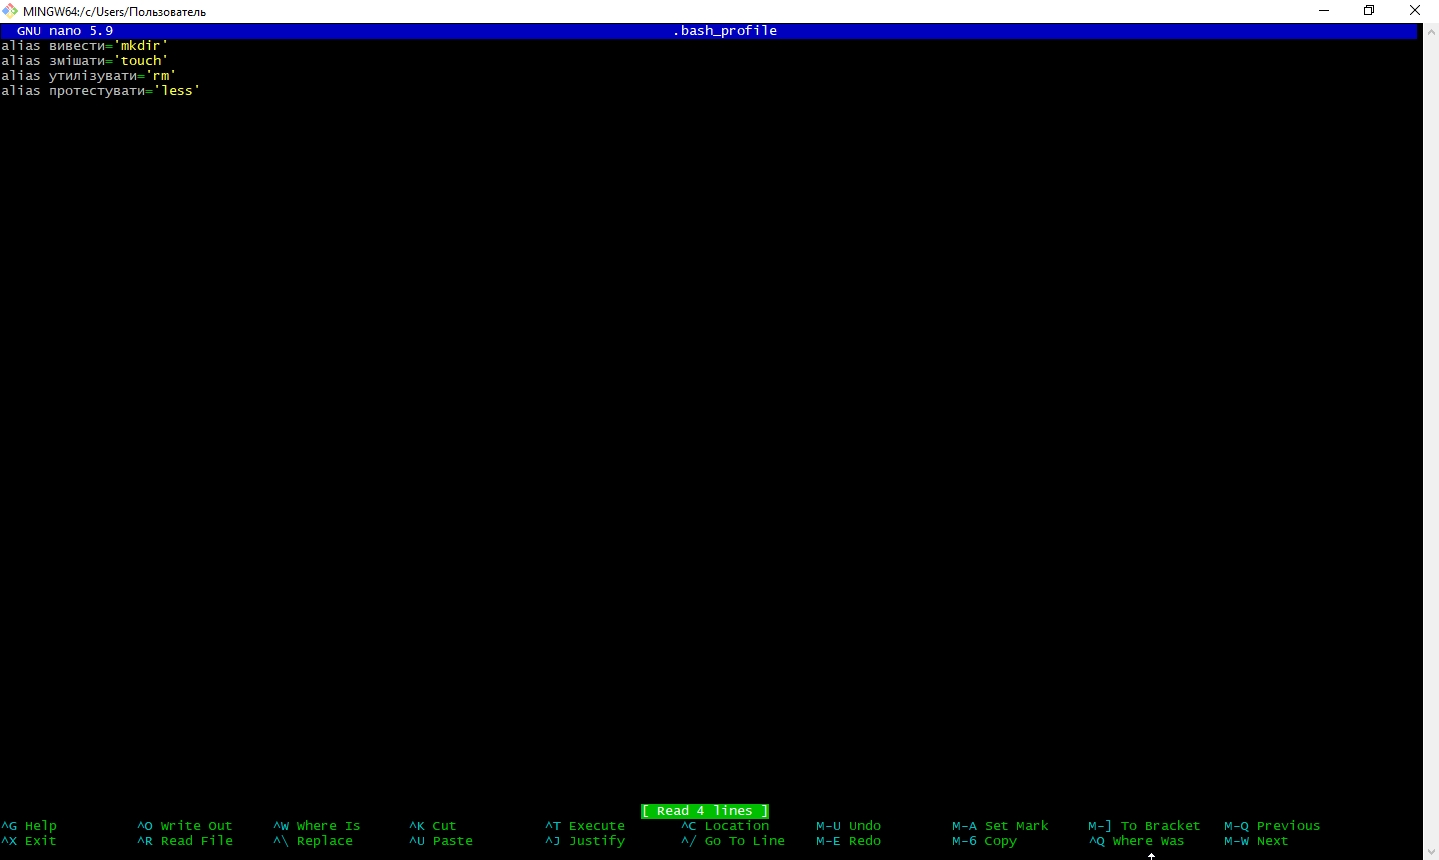 MINGW64:/c/Users/Пользователь
GNU nano 5.9 .bash_profile
alias вивести='mkdir'
alias змішати='touch'
alias утилізувати='rm'
alias протестувати='less'
[ Read 4 lines ]
^G Help ^O Write Out ^W Where Is ^K Cut ^T Execute ^C Location M-U Undo M-A Set Mark M-] To Bracket M-Q Previous
^X Exit ^R Read File ^\ Replace ^U Paste ^J Justify ^/ Go To Line M-E Redo M-6 Copy ^Q Where Was M-W Next